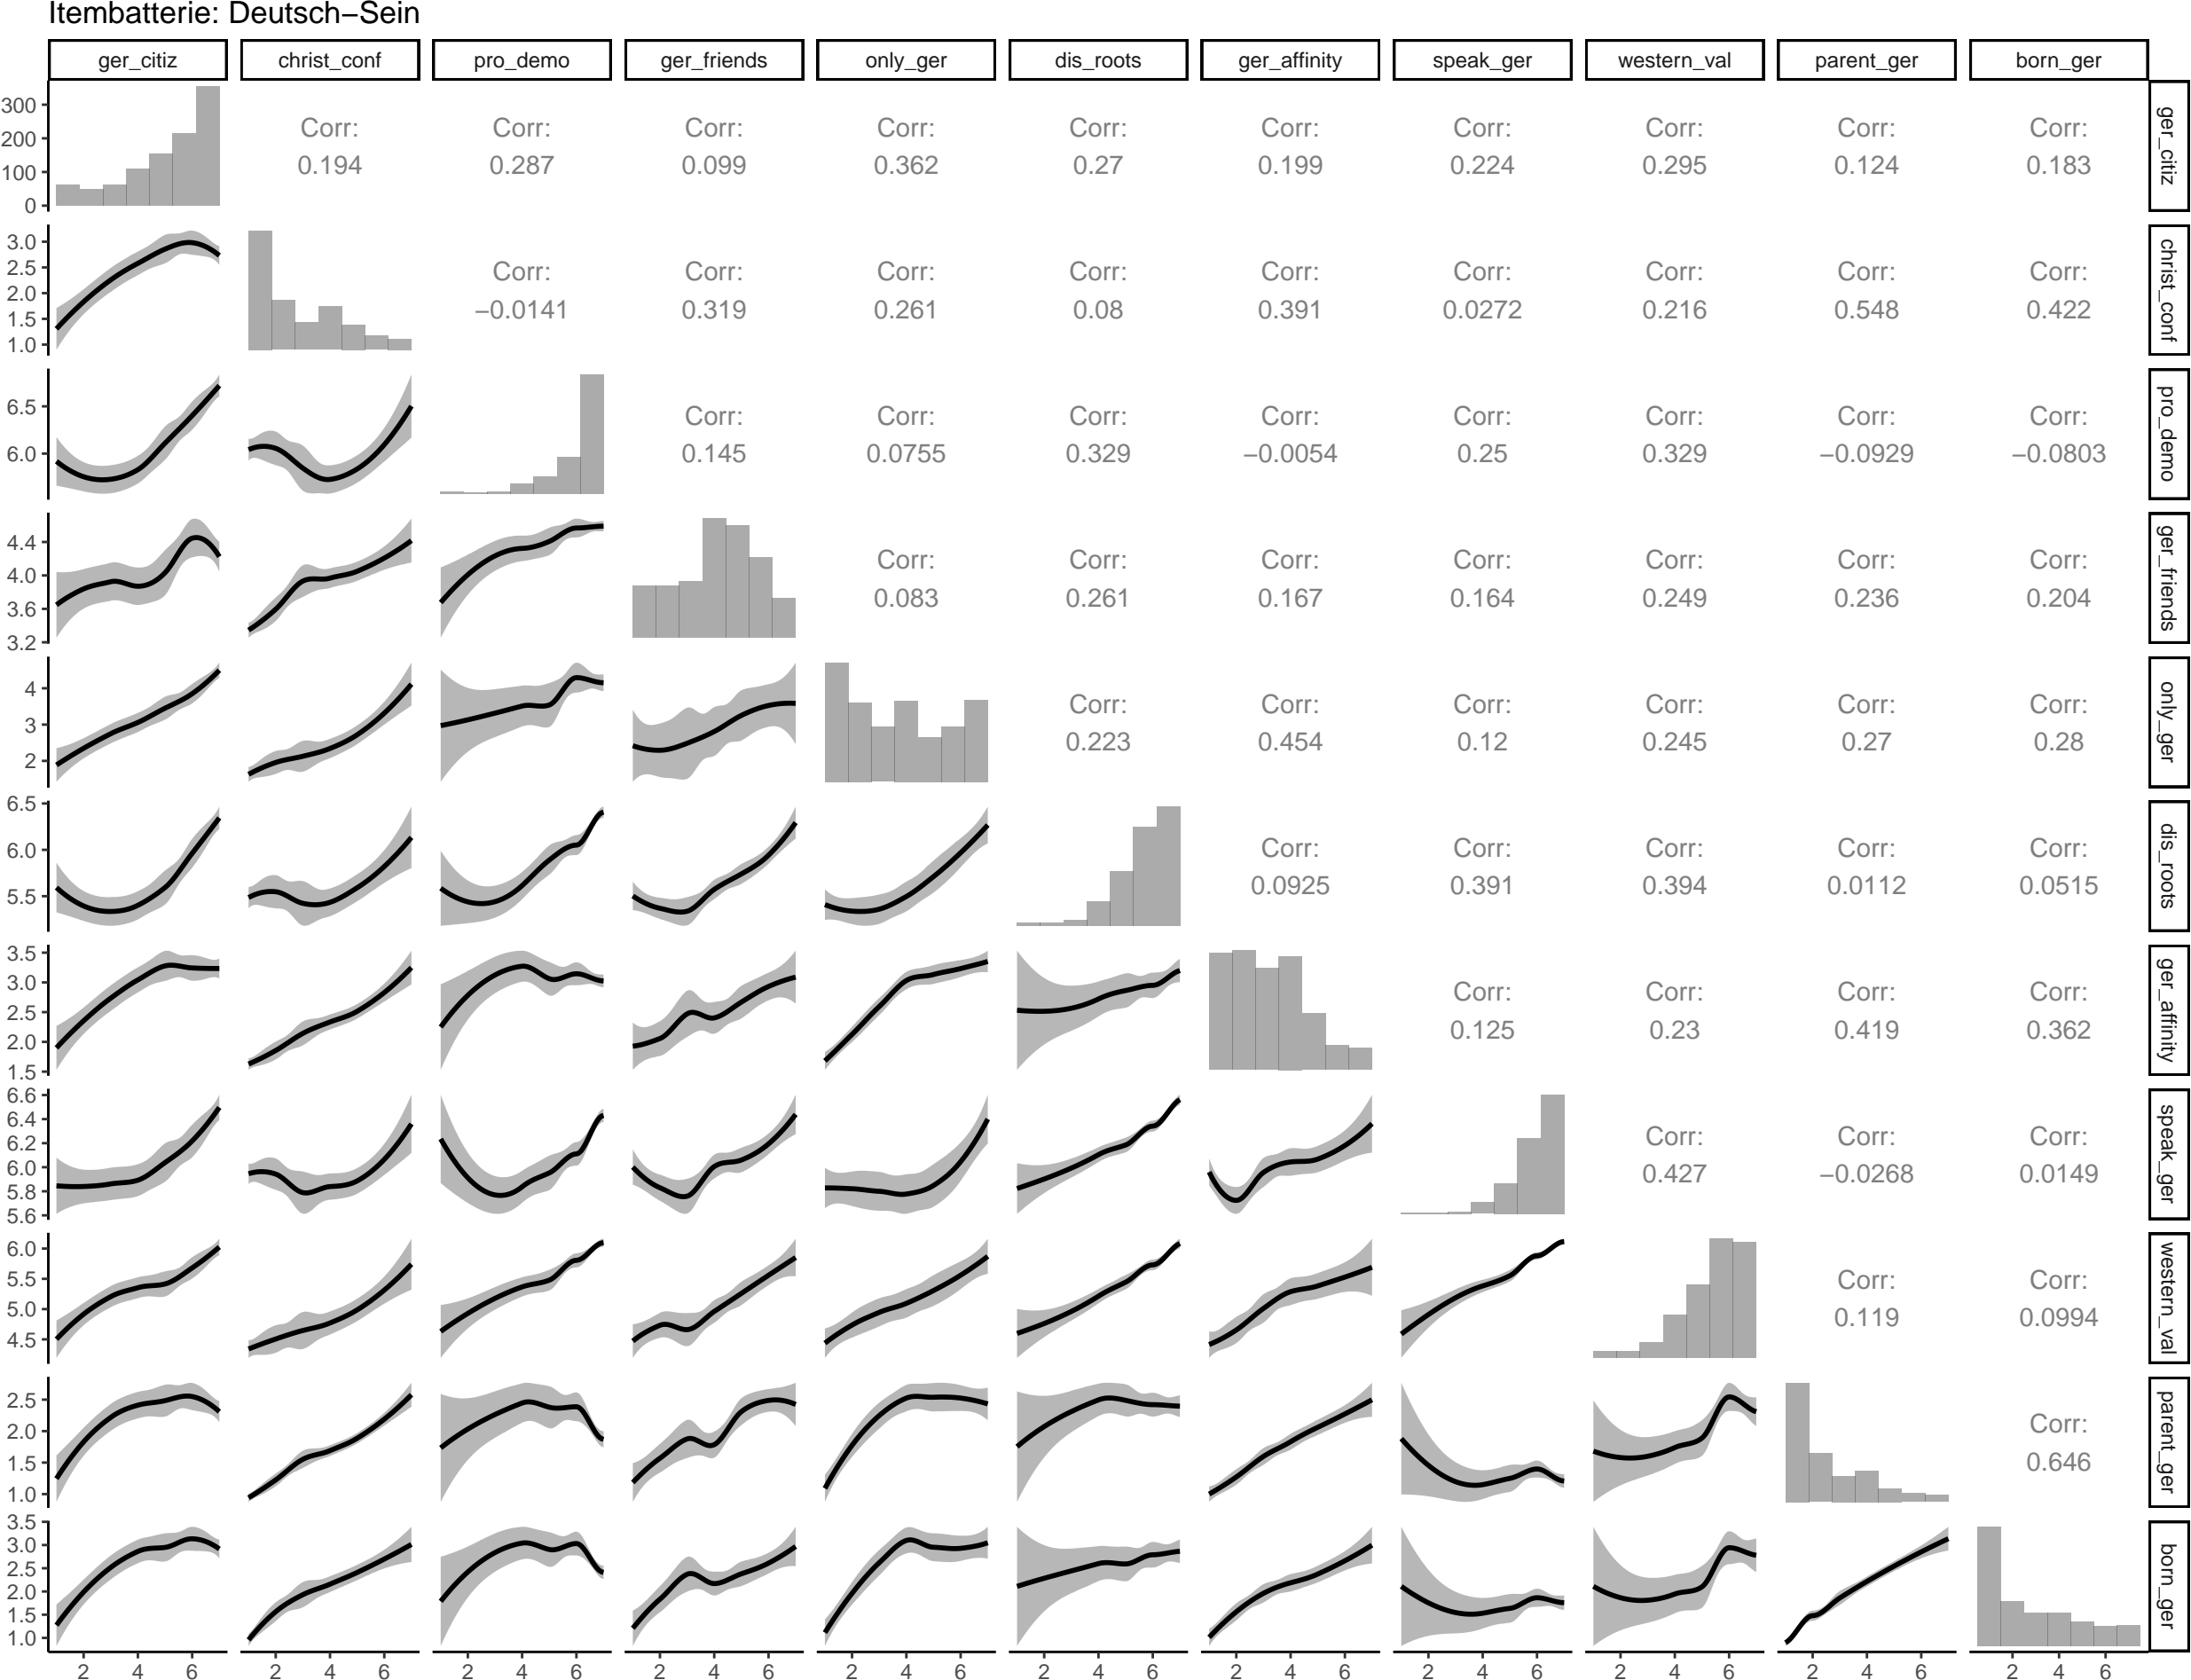 Itembatterie: Deutsch−Sein
ger_citiz christ_conf pro_demo ger_friends only_ger dis_roots ger_affinity speak_ger western_val parent_ger born_ger
300
200
100
0
Corr: Corr: Corr: Corr: Corr: Corr: Corr: Corr: Corr: Corr:
0.194 0.287 0.099 0.362 0.27 0.199 0.224 0.295 0.124 0.183
ger_citiz
3.0
2.5
2.0
1.5
1.0
Corr: Corr: Corr: Corr: Corr: Corr: Corr: Corr: Corr:
−0.0141 0.319 0.261 0.08 0.391 0.0272 0.216 0.548 0.422
christ_conf
6.5
6.0
Corr: Corr: Corr: Corr: Corr: Corr: Corr: Corr:
0.145 0.0755 0.329 −0.0054 0.25 0.329 −0.0929 −0.0803
pro_demo
4.4
4.0
3.6
3.2
Corr: Corr: Corr: Corr: Corr: Corr: Corr:
0.083 0.261 0.167 0.164 0.249 0.236 0.204
ger_friends
4
3
2
Corr: Corr: Corr: Corr: Corr: Corr:
0.223 0.454 0.12 0.245 0.27 0.28
only_ger
6.5
6.0
5.5
Corr: Corr: Corr: Corr: Corr:
0.0925 0.391 0.394 0.0112 0.0515
dis_roots
3.5
3.0
2.5
2.0
1.5
Corr: Corr: Corr: Corr:
0.125 0.23 0.419 0.362
ger_affinity
6.6
6.4
6.2
6.0
5.8
5.6
Corr: Corr: Corr:
0.427 −0.0268 0.0149
speak_ger
6.0
5.5
5.0
4.5
Corr: Corr:
0.119 0.0994
western_val
2.5
2.0
1.5
1.0
Corr:
0.646
parent_ger
3.5
3.0
2.5
2.0
1.5
1.0
born_ger
2 4 6 2 4 6 2 4 6 2 4 6 2 4 6 2 4 6 2 4 6 2 4 6 2 4 6 2 4 6 2 4 6